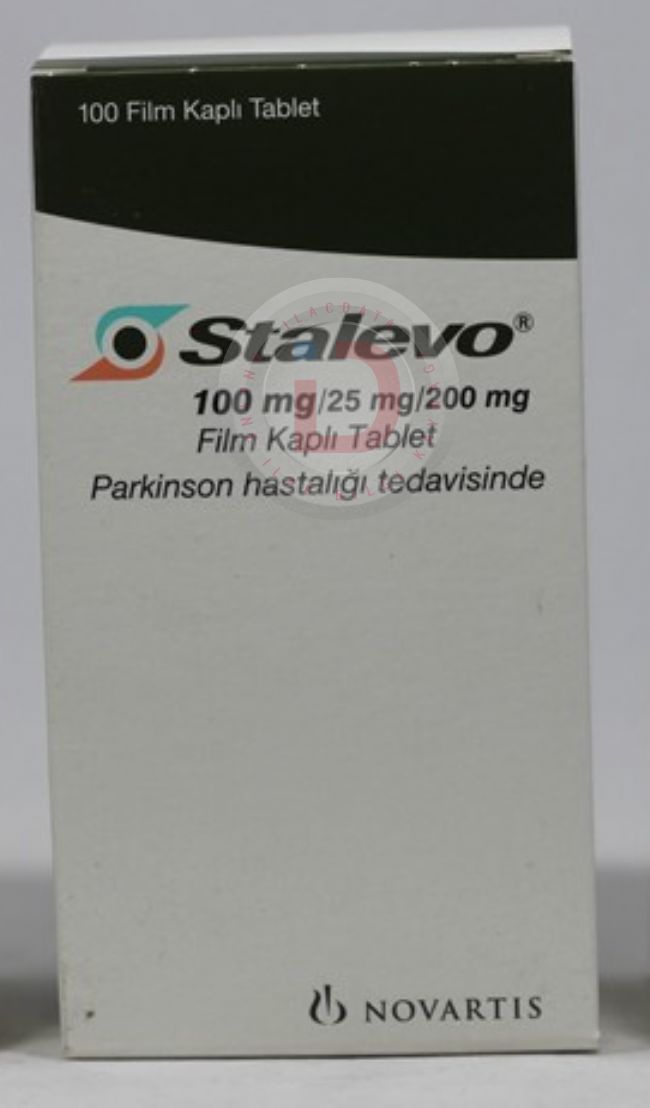 100 Film Kaplı Tablet
Stalevo®
100 mg/25 mg/200 mg
Film Kaplı Tablet
Parkinson hastalığı tedavisinde
NOVARTIS